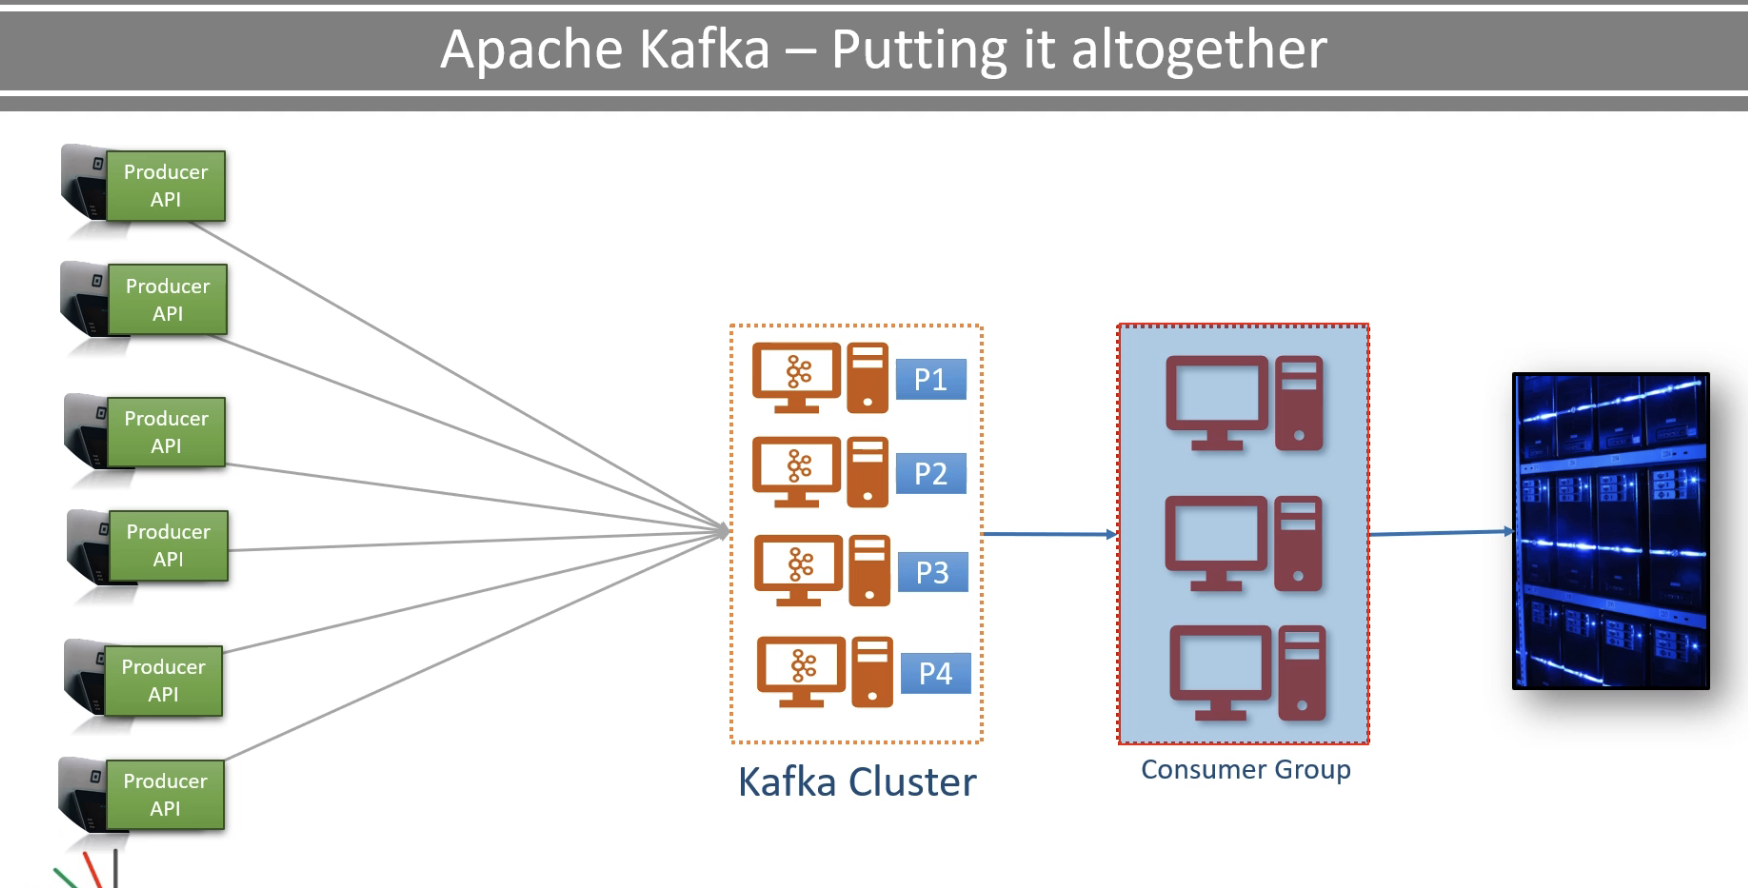 Apache Kafka – Putting it altogether
Producer
API
Producer
API
Producer
API
Producer
API
Producer
API
Producer
API
P1
P2
P3
P4
Kafka Cluster
Consumer Group